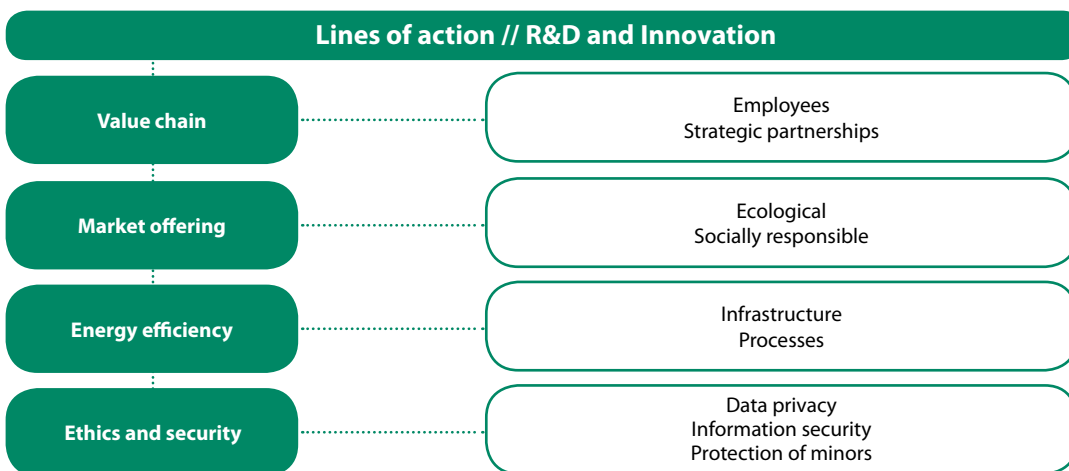 Lines of action // R&D and Innovation
Value chain
Employees
Strategic partnerships
Market offering
Ecological
Socially responsible
Energy efficiency
Infrastructure
Processes
Ethics and security
Data privacy
Information security
Protection of minors